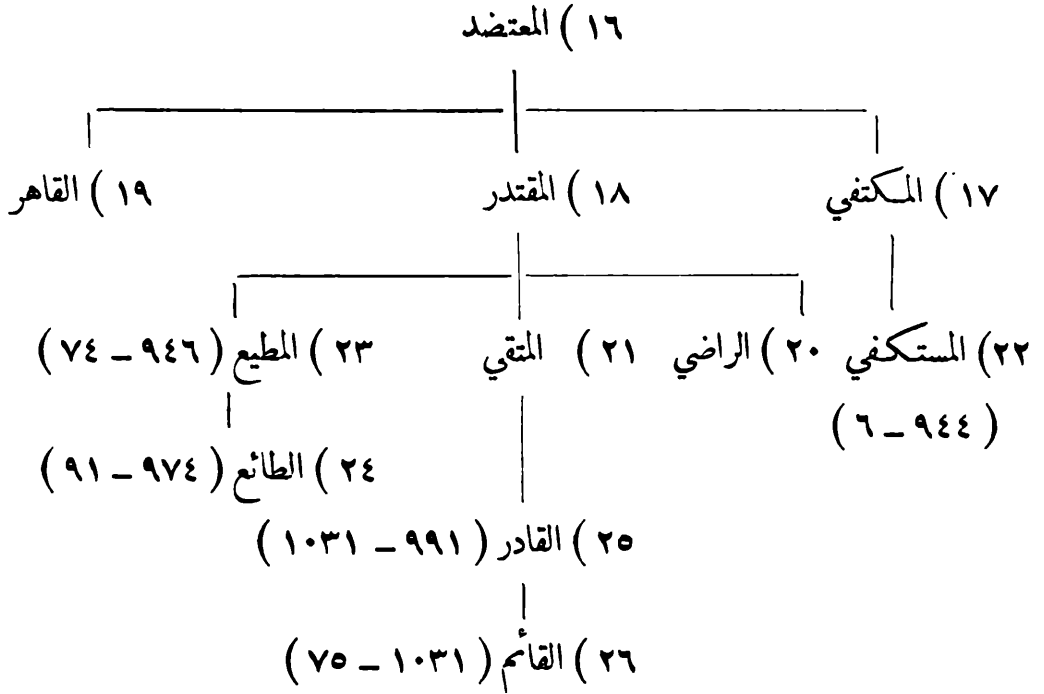 ١٦ ) المعتضد
١٧ ) المكتفي ١٨ ) المقتدر ١٩ ) القاهر
٢٢) المستكفي ٢٠ ) الراضي ٢١ ) المتقي ٢٣ ) المطيع ( ٩٤٦ – ٧٤ )
( ٩٤٤ – ٦ )
٢٤ ) الطائع ( ٩٧٤ – ٩١ )
٢٥ ) القادر ( ٩٩١ – ١٠٣١ )
٢٦ ) القائم ( ١٠٣١ – ٧٥ )